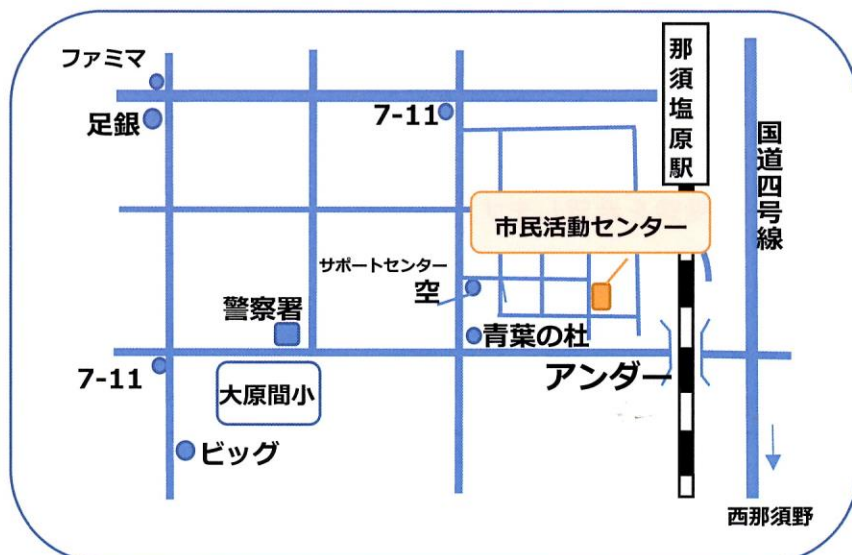 ファミマ
足銀
7-11
那須塩原駅
国道四号線
市民活動センター
サポートセンター
空
警察署
青葉の杜
7-11
大原間小
アンダー
ビッグ
西那須野